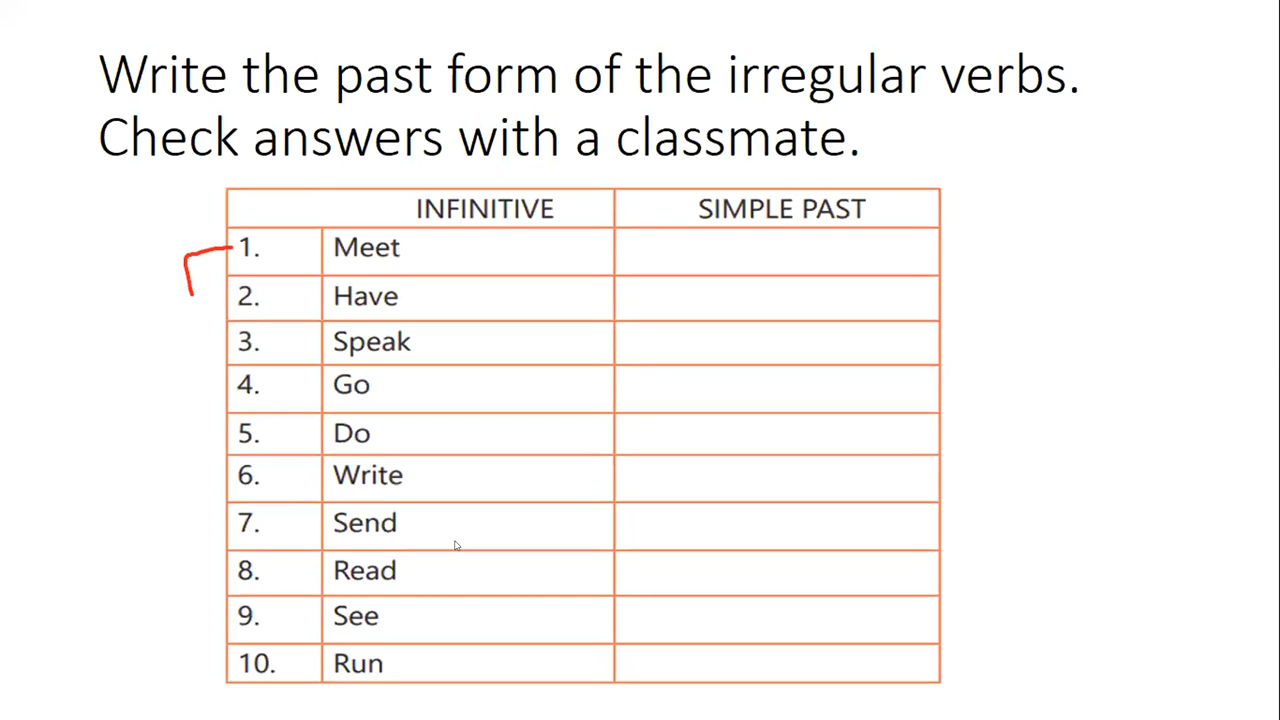 Write the past form of the irregular verbs.
Check answers with a classmate.
INFINITIVE SIMPLE PAST
1. Meet
2. Have
3. Speak
4. Go
5. Do
6. Write
7. Send
8. Read
9. See
10. Run